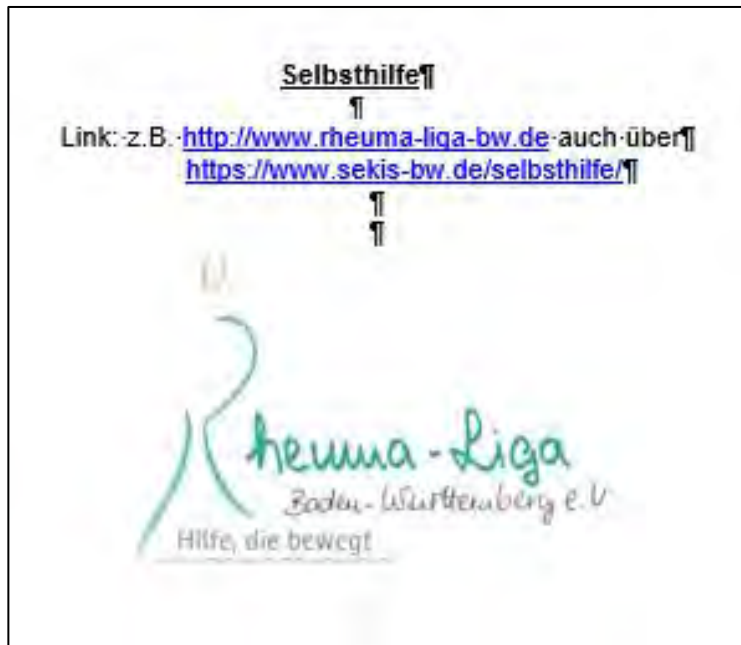 Selbsthilfe¶
¶
Link:·z.B.·http://www.rheuma-liga-bw.de·auch·über¶
https://www.sekis-bw.de/selbsthilfe/¶
¶
¶
Rheuma-Liga
Baden-Württemberg e.V
Hilfe, die bewegt